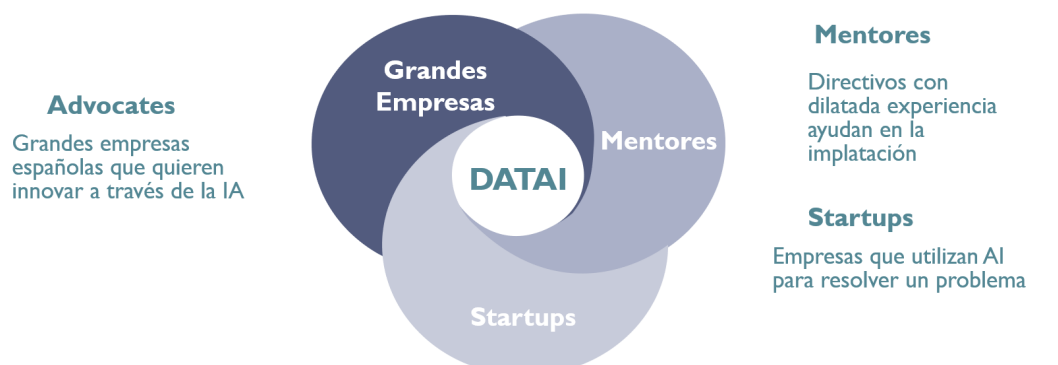 Advocates
Grandes empresas
españolas que quieren
innovar a través de la IA
Grandes
Empresas
Mentores
DATAI
Startups
Mentores
Directivos con
dilatada experiencia
ayudan en la
implatación
Startups
Empresas que utilizan AI
para resolver un problema